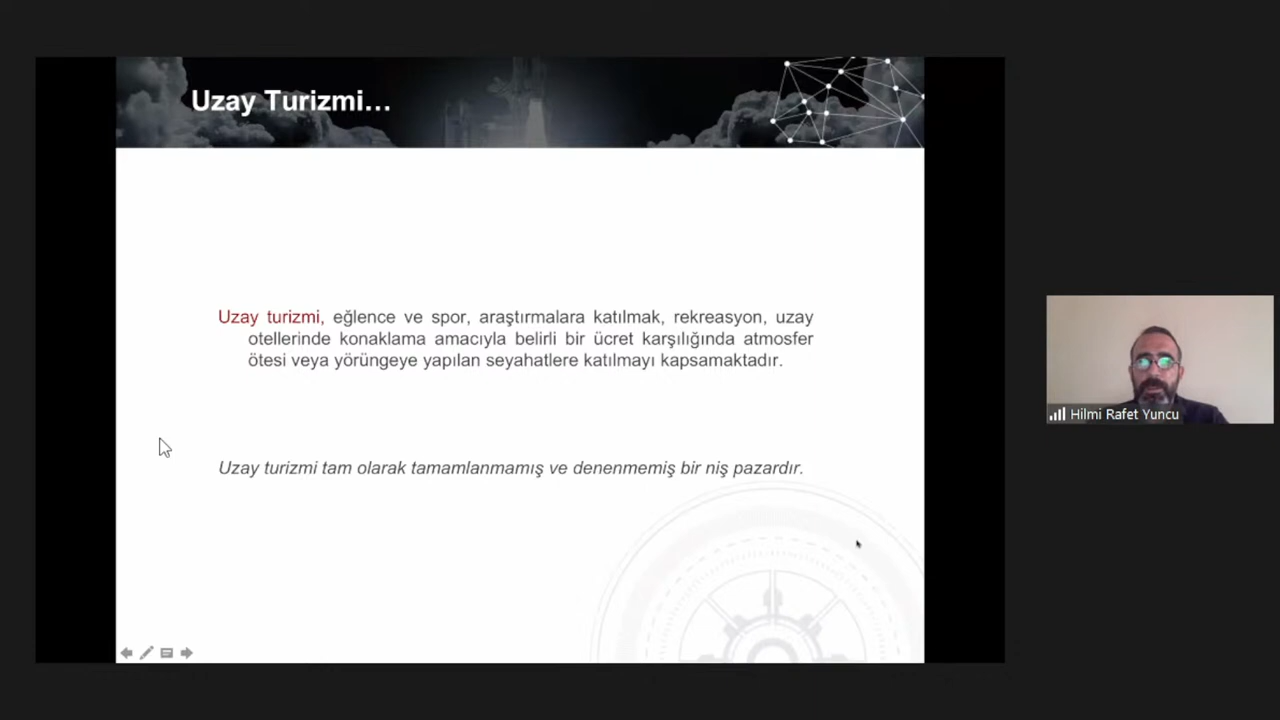 Uzay Turizmi…
Uzay turizmi, eğlence ve spor, araştırmalara katılmak, rekreasyon, uzay
otellerinde konaklama amacıyla belirli bir ücret karşılığında atmosfer
ötesi veya yörüngeye yapılan seyahatlere katılmayı kapsamaktadır.
Hilmi Rafet Yuncu
Uzay turizmi tam olarak tamamlanmamış ve denenmemiş bir niş pazardır.